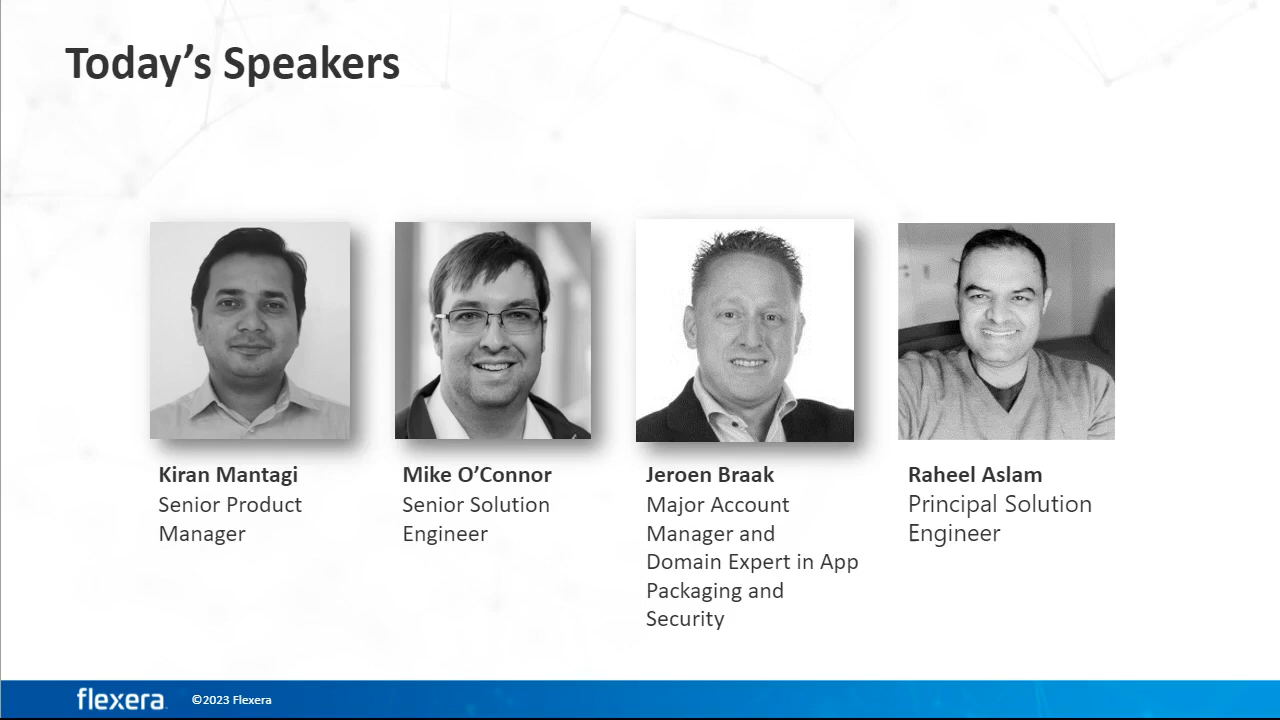 Today’s Speakers
Kiran Mantagi
Senior Product
Manager
Mike O’Connor
Senior Solution
Engineer
Jeroen Braak
Major Account
Manager and
Domain Expert in App
Packaging and
Security
Raheel Aslam
Principal Solution
Engineer
flexera
©2023 Flexera